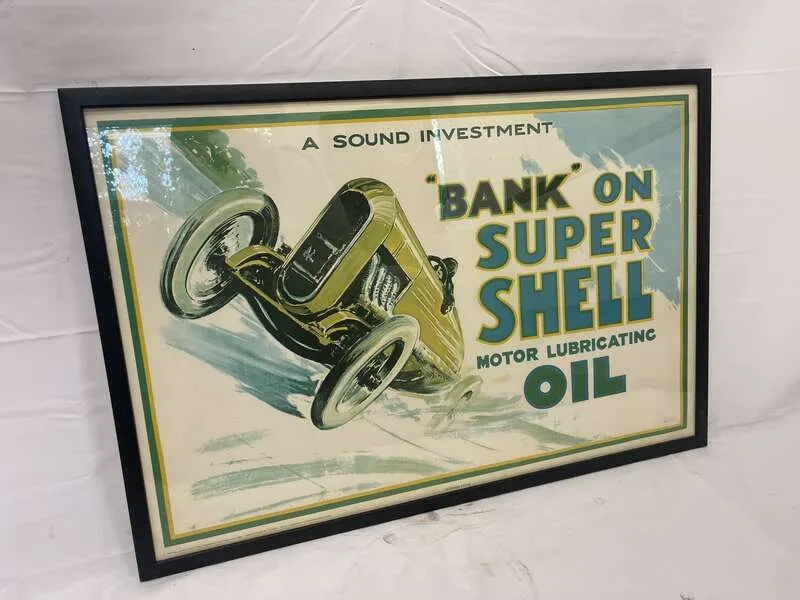 A SOUND INVESTMENT
"BANK" ON
SUPER
SHELL
MOTOR LUBRICATING
OIL